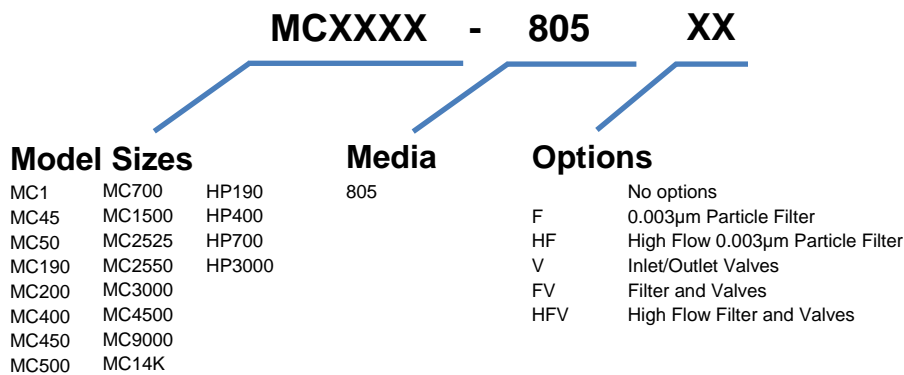 MCXXXX - 805 XX
Model Sizes Media Options
MC1 MC700 HP190 805 No options
MC45 MC1500 HP400 F 0.003µm Particle Filter
MC50 MC2525 HP700 HF High Flow 0.003µm Particle Filter
MC190 MC2550 HP3000 V Inlet/Outlet Valves
MC200 MC3000 FV Filter and Valves
MC400 MC4500 HFV High Flow Filter and Valves
MC450 MC9000
MC500 MC14K